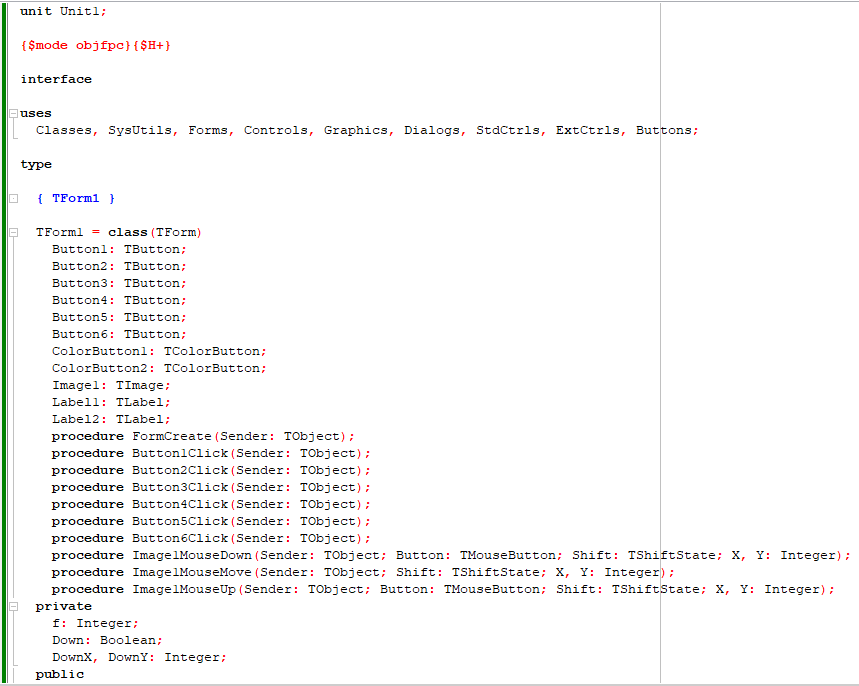 unit Unit1;
{$mode objfpc}{$H+}
interface
uses
Classes, SysUtils, Forms, Controls, Graphics, Dialogs, StdCtrls, ExtCtrls, Buttons;
type
{ TForm1 }
TForm1 = class(TForm)
Button1: TButton;
Button2: TButton;
Button3: TButton;
Button4: TButton;
Button5: TButton;
Button6: TButton;
ColorButton1: TColorButton;
ColorButton2: TColorButton;
Image1: TImage;
Label1: TLabel;
Label2: TLabel;
procedure FormCreate(Sender: TObject);
procedure Button1Click(Sender: TObject);
procedure Button2Click(Sender: TObject);
procedure Button3Click(Sender: TObject);
procedure Button4Click(Sender: TObject);
procedure Button5Click(Sender: TObject);
procedure Button6Click(Sender: TObject);
procedure Image1MouseDown(Sender: TObject; Button: TMouseButton; Shift: TShiftState; X, Y: Integer);
procedure Image1MouseMove(Sender: TObject; Shift: TShiftState; X, Y: Integer);
procedure Image1MouseUp(Sender: TObject; Button: TMouseButton; Shift: TShiftState; X, Y: Integer);
private
f: Integer;
Down: Boolean;
DownX, DownY: Integer;
public